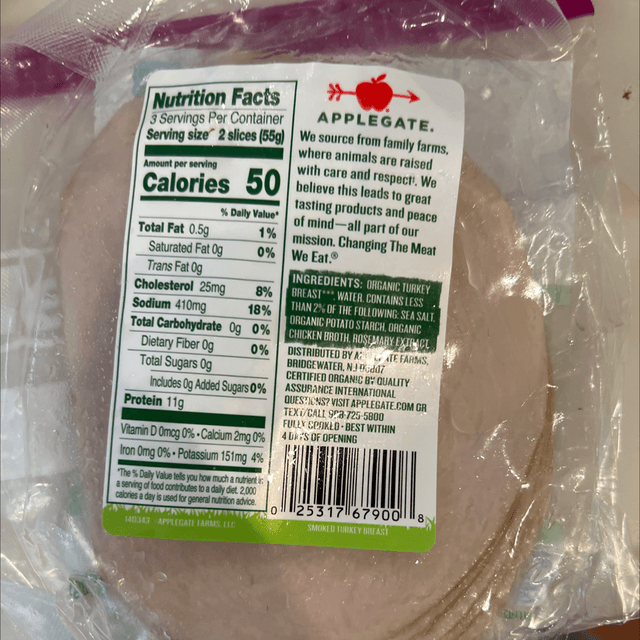 Nutrition Facts
3 Servings Per Container
Serving size 2 slices (55g)
Amount per serving
Calories 50
% Daily Value*
Total Fat 0.5g 1%
Saturated Fat 0g 0%
Trans Fat 0g
Cholesterol 25mg 8%
Sodium 410mg 18%
Total Carbohydrate 0g 0%
Dietary Fiber 0g 0%
Total Sugars 0g
Includes 0g Added Sugars 0%
Protein 11g
Vitamin D 0mcg 0% • Calcium 2mg 0%
Iron 0mg 0% • Potassium 151mg 4%
*The % Daily Value tells you how much a nutrient in
a serving of food contributes to a daily diet. 2,000
calories a day is used for general nutrition advice.
APPLEGATE.
We source from family farms,
where animals are raised
with care and respect†. We
believe this leads to great
tasting products and peace
of mind—all part of our
mission. Changing The Meat
We Eat.®
INGREDIENTS: ORGANIC TURKEY
BREAST*** WATER. CONTAINS LESS
THAN 2% OF THE FOLLOWING: SEA SALT,
ORGANIC POTATO STARCH, ORGANIC
CHICKEN BROTH, ROSEMARY EXTRACT.
DISTRIBUTED BY FARMS,
BRIDGEWATER, NJ
CERTIFIED ORGANIC BY QUALITY
ASSURANCE INTERNATIONAL
QUESTIONS? VISIT APPLEGATE.COM OR
TEXT/CALL 908-725-5800
FULLY COOKED • BEST WITHIN
4 DAYS OF OPENING
0 25317 67900 8
140343 APPLEGATE FARMS, LLC
SMOKED TURKEY BREAST